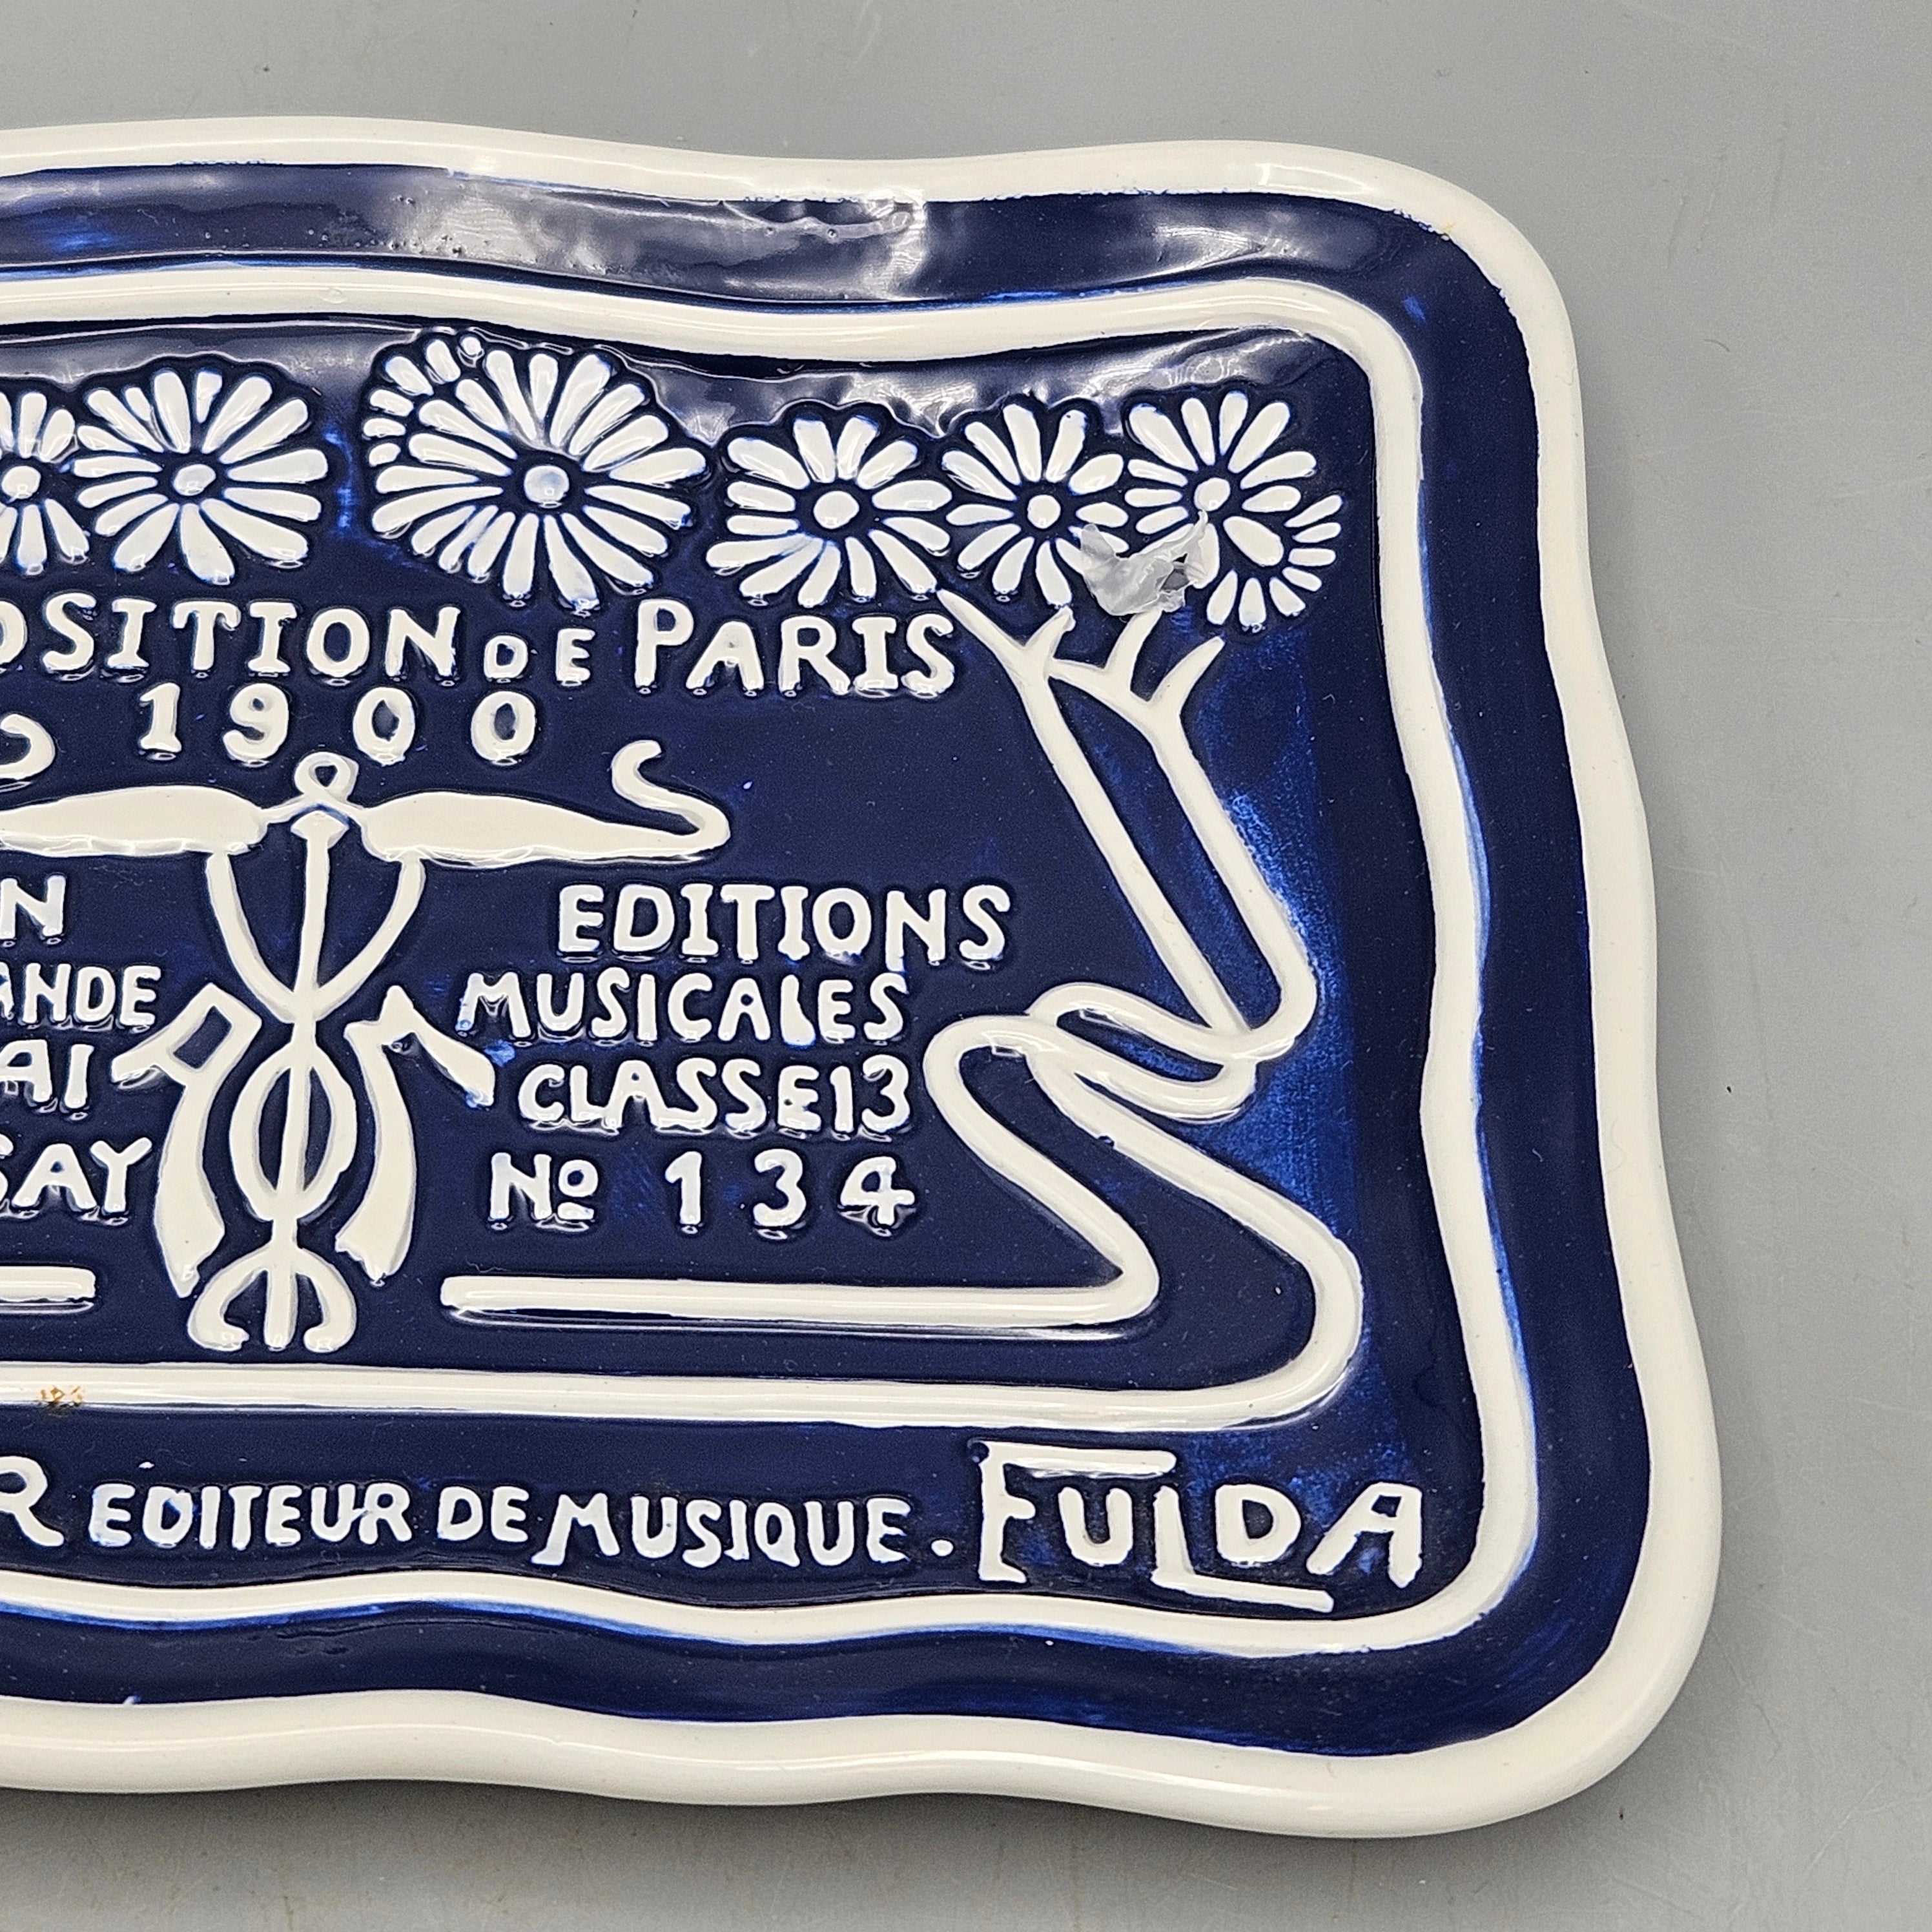 OSITION DE PARIS
1900
N
ANDE
AI
SAY
EDITIONS
MUSICALES
CLASSE 13
No 134
R EDITEUR DE MUSIQUE. FULDA